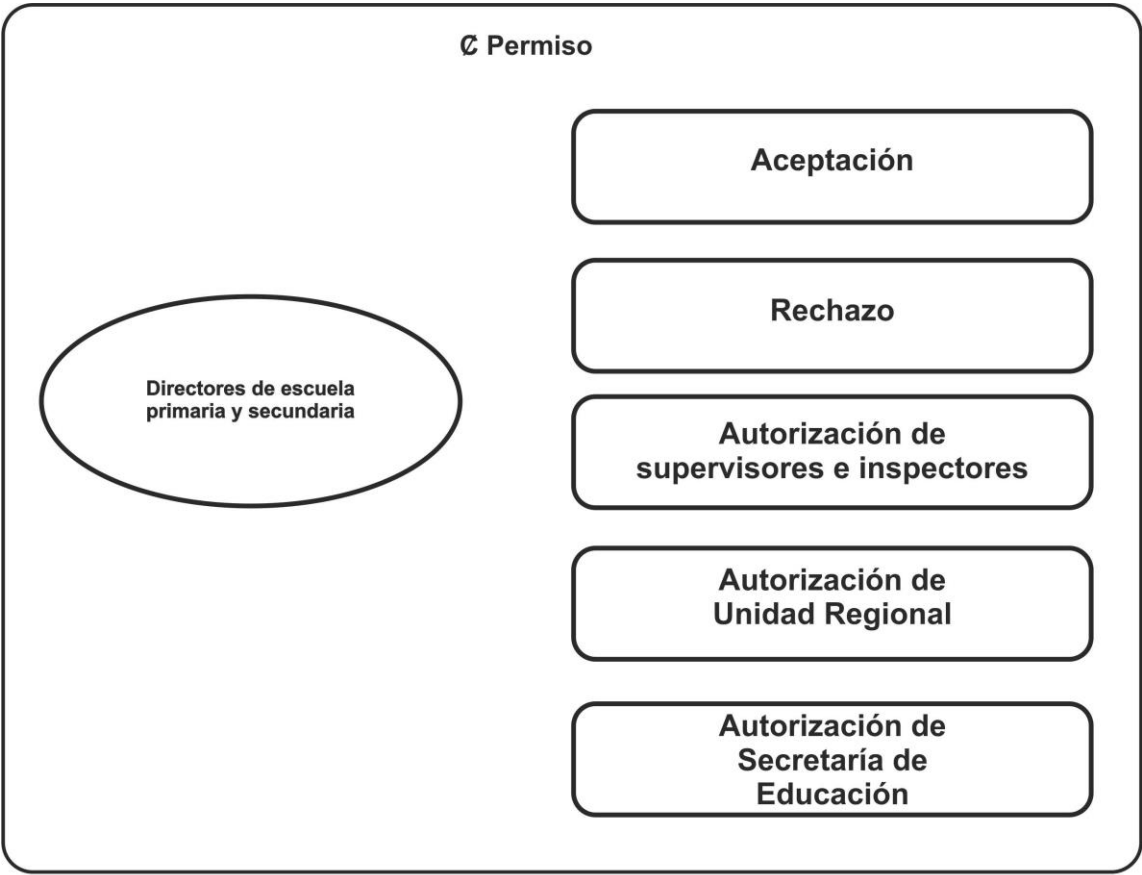 ₡ Permiso
Aceptación
Rechazo
Directores de escuela
primaria y secundaria
Autorización de
supervisores e inspectores
Autorización de
Unidad Regional
Autorización de
Secretaría de
Educación